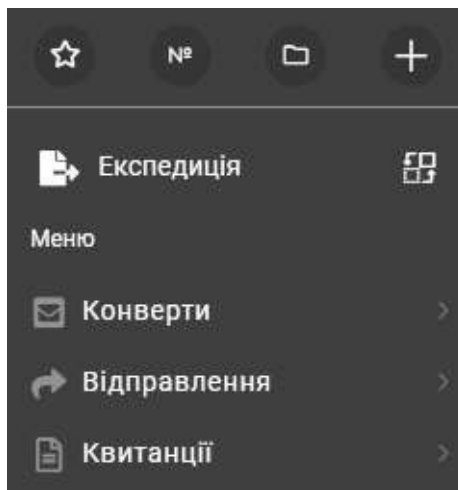 №
Експедиція
Меню
Конверти
Відправлення
Квитанції